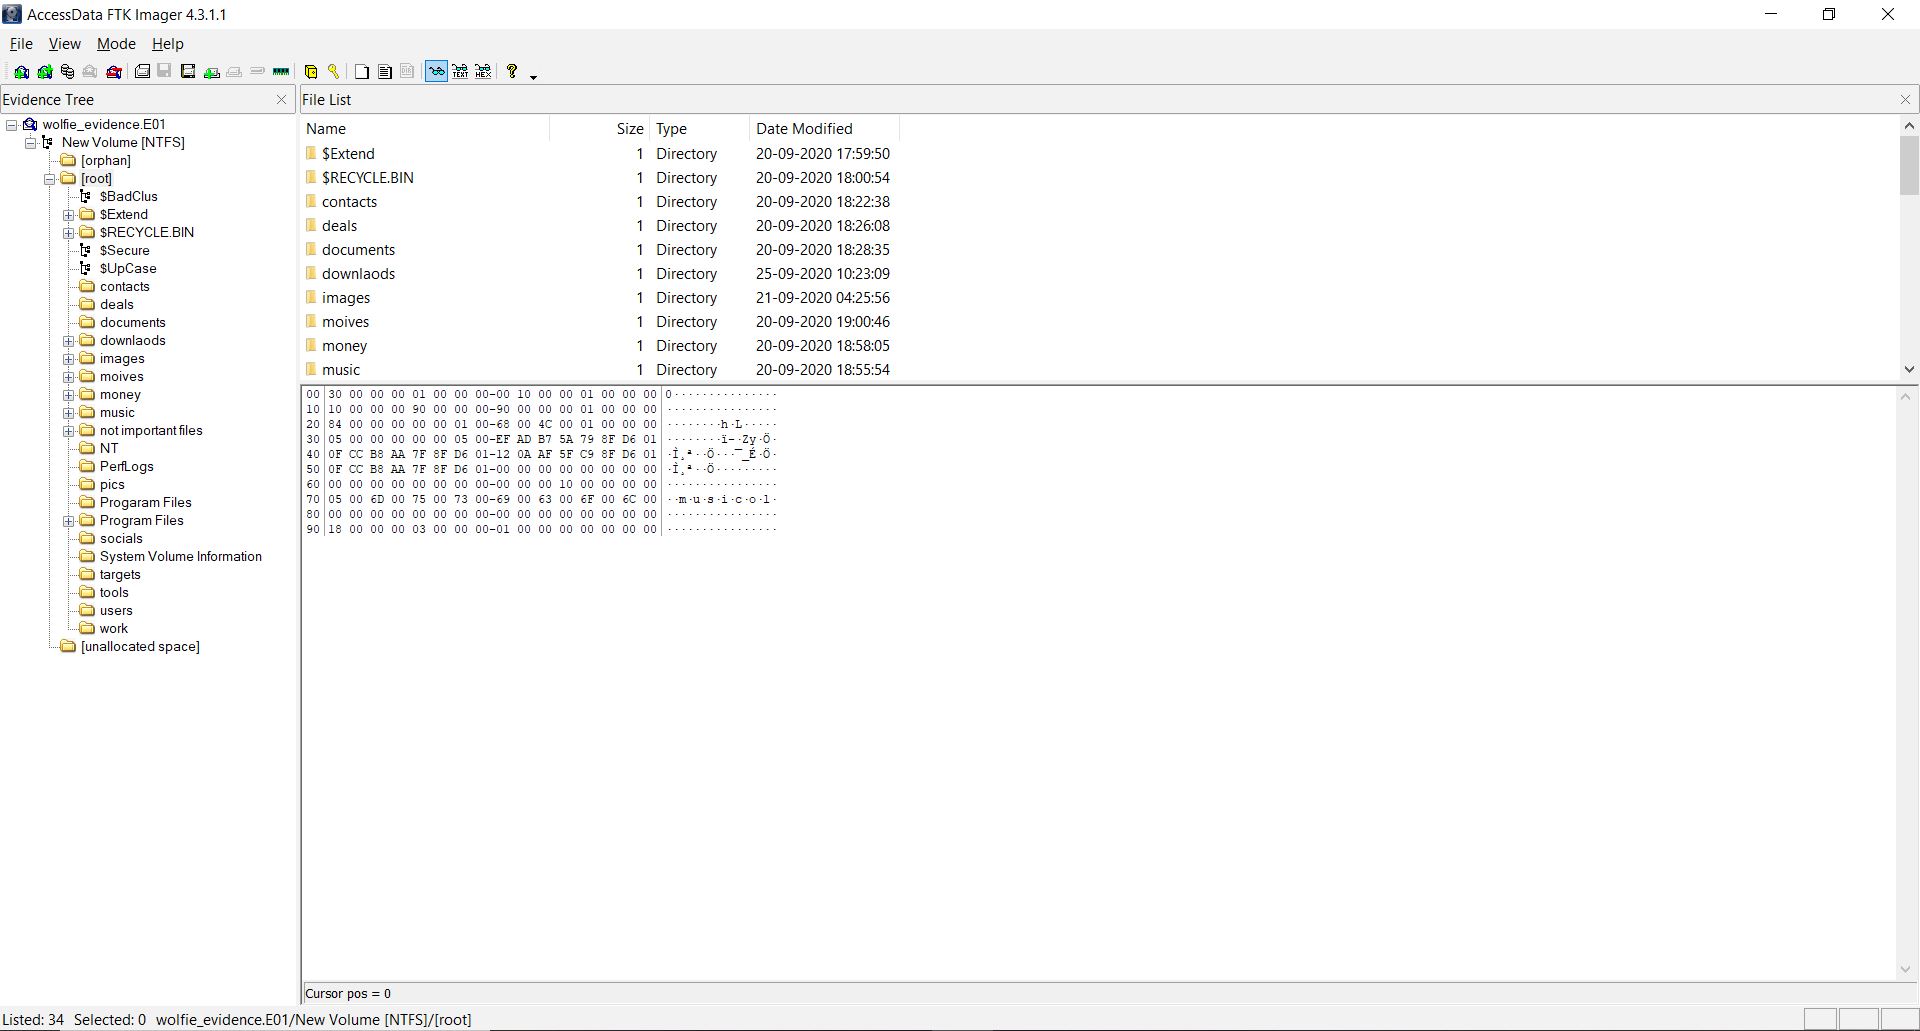 AccessData FTK Imager 4.3.1.1
File View Mode Help
Evidence Tree
wolfie_evidence.E01
New Volume [NTFS]
[orphan]
[root]
$BadClus
$Extend
$RECYCLE.BIN
$Secure
$UpCase
contacts
deals
documents
downlaods
images
moives
money
music
not important files
NT
PerfLogs
pics
Progaram Files
Program Files
socials
System Volume Information
targets
tools
users
work
[unallocated space]
File List
Name Size Type Date Modified
$Extend 1 Directory 20-09-2020 17:59:50
$RECYCLE.BIN 1 Directory 20-09-2020 18:00:54
contacts 1 Directory 20-09-2020 18:22:38
deals 1 Directory 20-09-2020 18:26:08
documents 1 Directory 20-09-2020 18:28:35
downlaods 1 Directory 25-09-2020 10:23:09
images 1 Directory 21-09-2020 04:25:56
moives 1 Directory 20-09-2020 19:00:46
money 1 Directory 20-09-2020 18:58:05
music 1 Directory 20-09-2020 18:55:54
00 30 00 00 00 01 00 00 00-00 10 00 00 01 00 00 00 0···············
10 10 00 00 00 90 00 00 00-90 00 00 00 01 00 00 00 ················
20 84 00 00 00 00 00 01 00-68 00 4C 00 01 00 00 00 ········h·L·····
30 05 00 00 00 00 00 05 00-EF AD B7 5A 79 8F D6 01 ········ï-·Zy·Ö·
40 0F CC B8 AA 7F 8F D6 01-12 0A AF 5F C9 8F D6 01 ·Ì¸ª··Ö···¯_É·Ö·
50 0F CC B8 AA 7F 8F D6 01-00 00 00 00 00 00 00 00 ·Ì¸ª··Ö·········
60 00 00 00 00 00 00 00 00-00 00 10 00 00 00 00 00 ················
70 05 00 6D 00 75 00 73 00-69 00 63 00 6F 00 6C 00 ··m·u·s·i·c·o·l·
80 00 00 00 00 00 00 00 00-00 00 00 00 00 00 00 00 ················
90 18 00 00 00 03 00 00 00-01 00 00 00 00 00 00 00 ················
Cursor pos = 0
Listed: 34 Selected: 0 wolfie_evidence.E01/New Volume [NTFS]/[root]